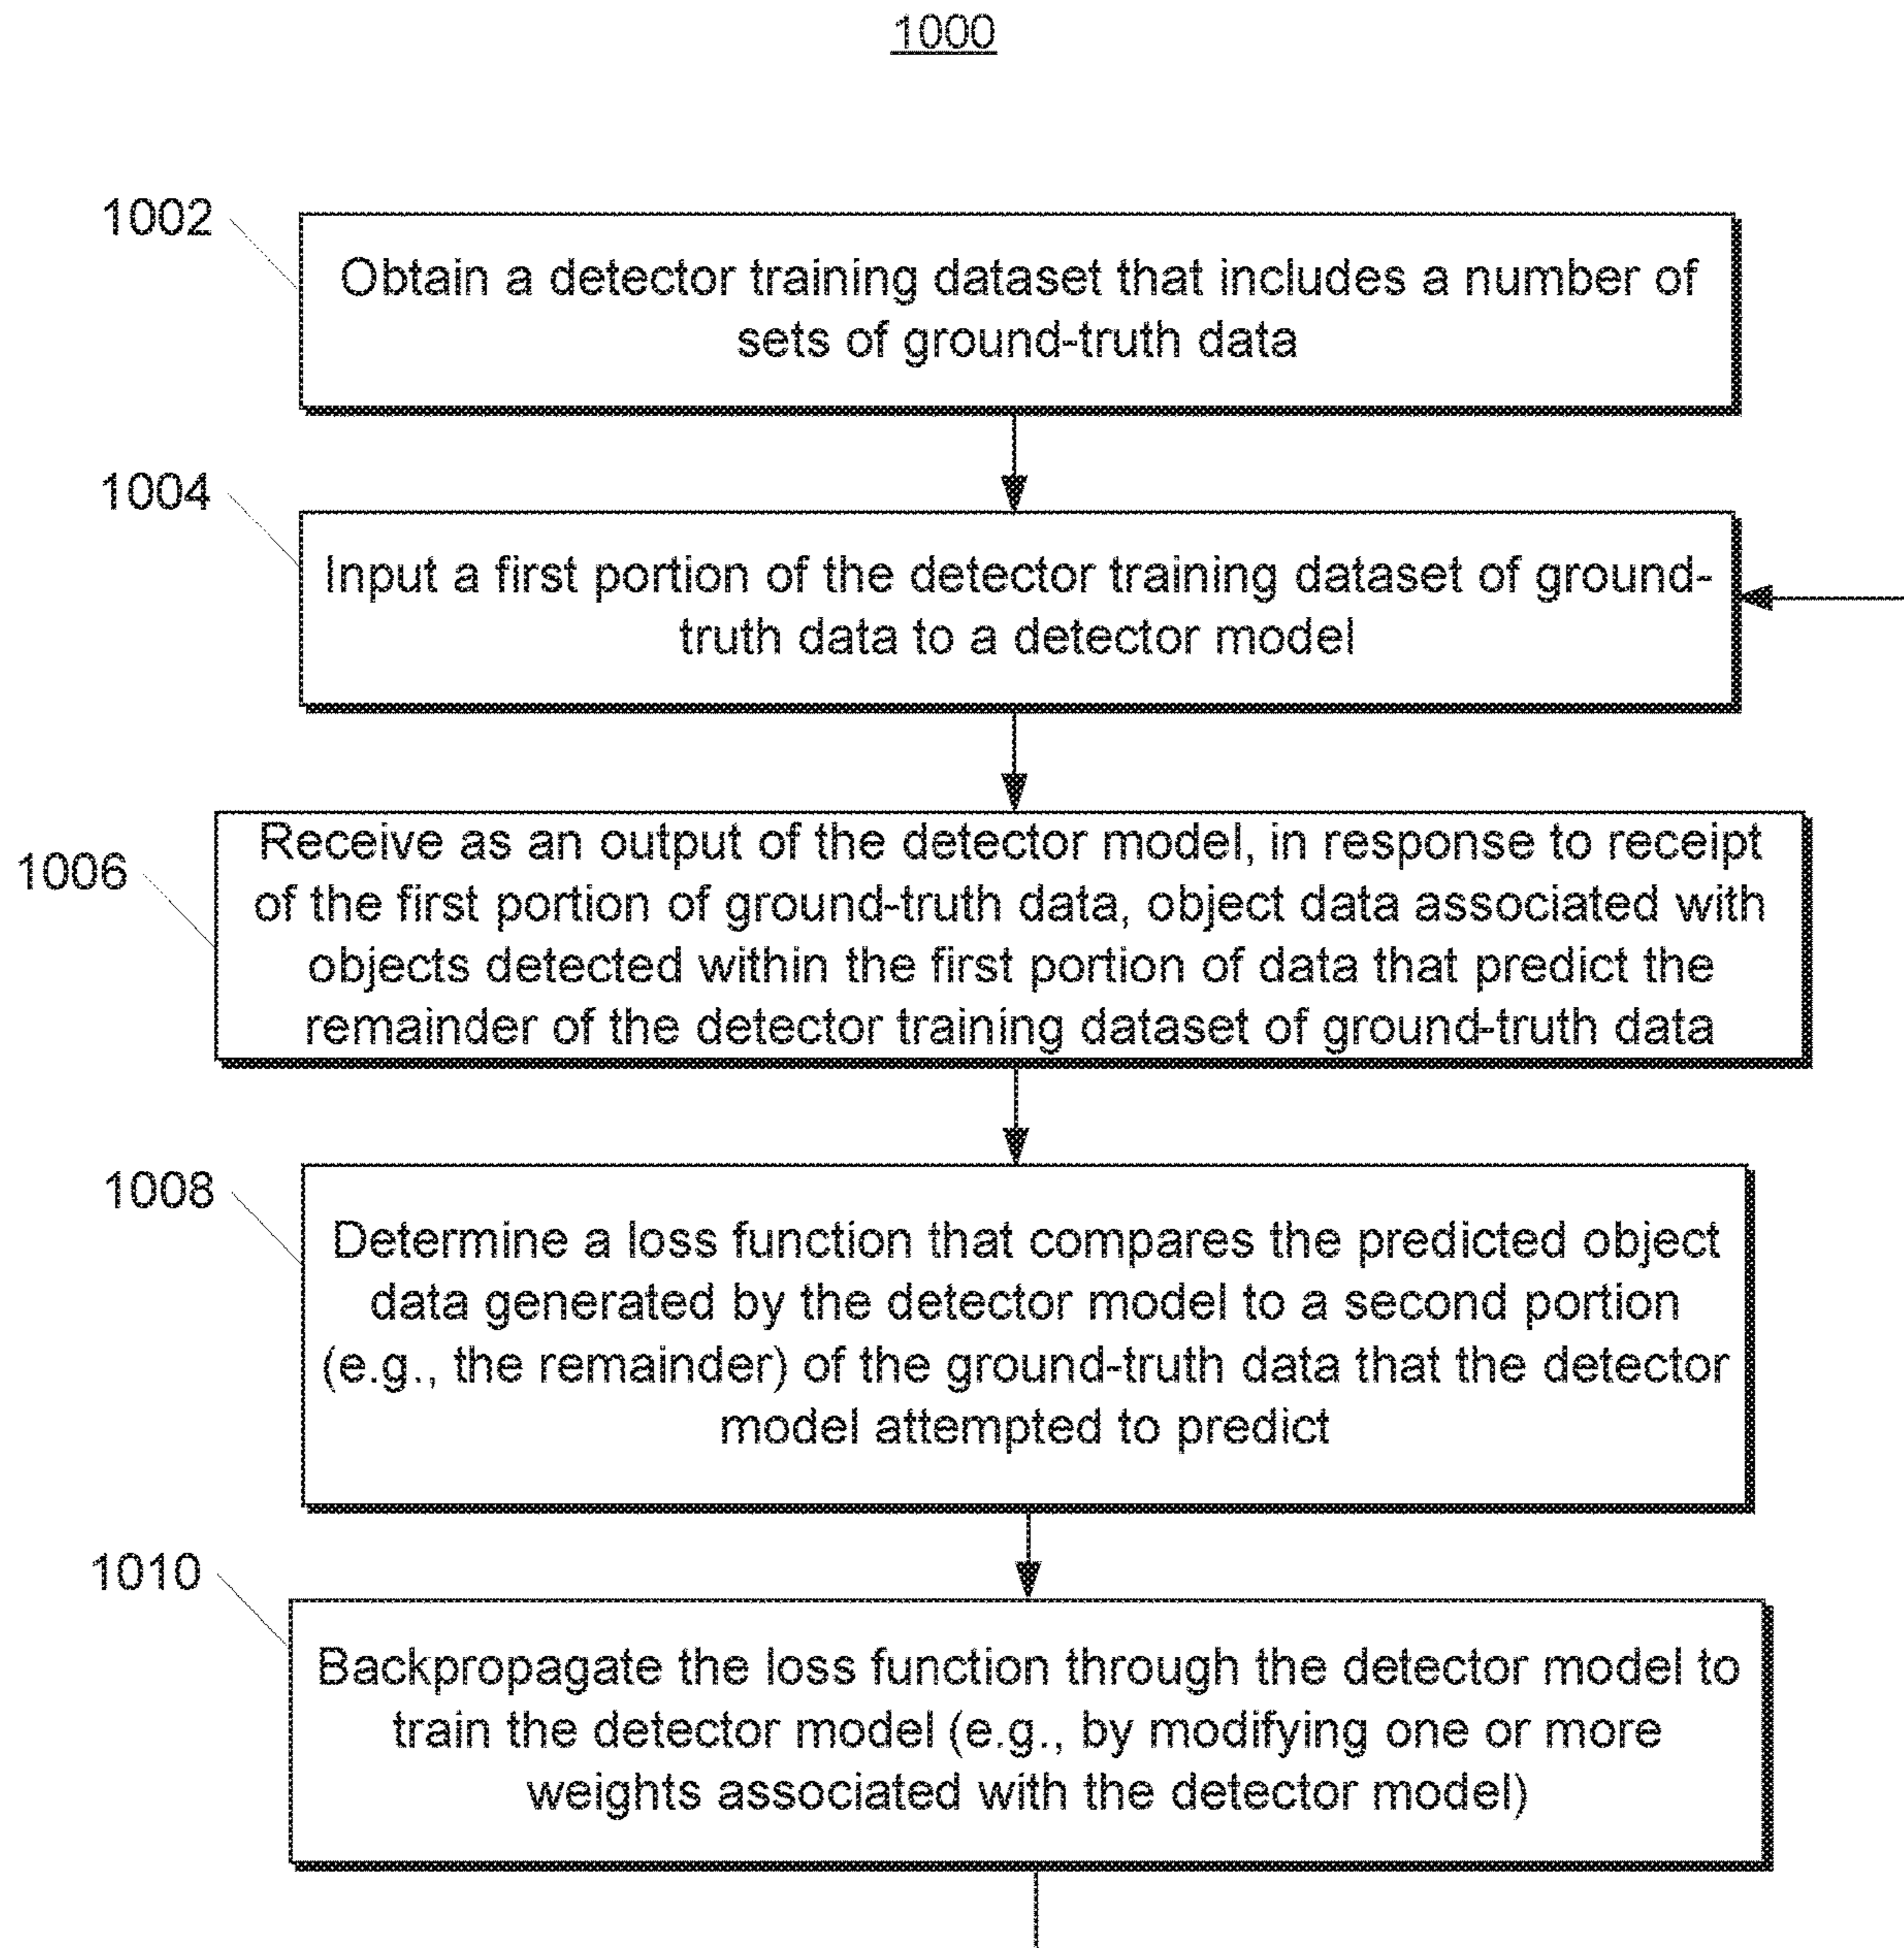 1000
1002
Obtain a detector training dataset that includes a number of
sets of ground-truth data
1004
Input a first portion of the detector training dataset of ground-
truth data to a detector model
1006
Receive as an output of the detector model, in response to receipt
of the first portion of ground-truth data, object data associated with
objects detected within the first portion of data that predict the
remainder of the detector training dataset of ground-truth data
1008
Determine a loss function that compares the predicted object
data generated by the detector model to a second portion
(e.g., the remainder) of the ground-truth data that the detector
model attempted to predict
1010
Backpropagate the loss function through the detector model to
train the detector model (e.g., by modifying one or more
weights associated with the detector model)